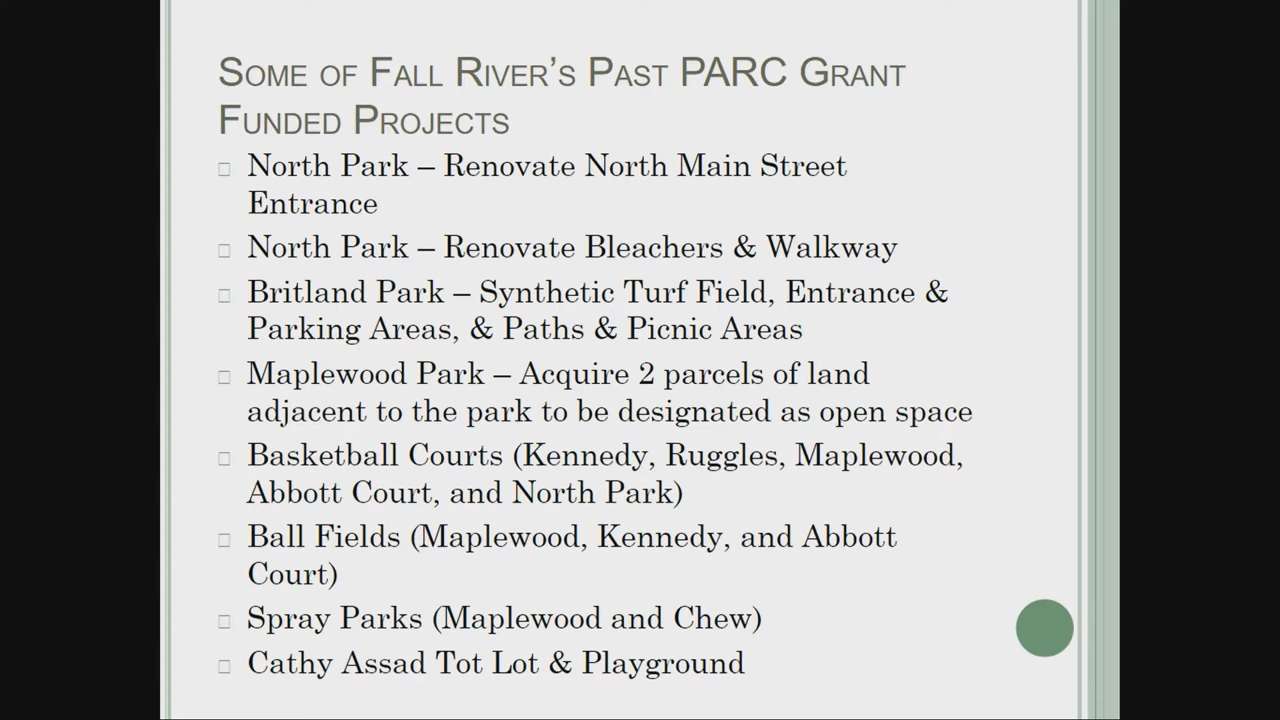 Some of Fall River's Past PARC Grant
Funded Projects
North Park – Renovate North Main Street
Entrance
North Park – Renovate Bleachers & Walkway
Britland Park – Synthetic Turf Field, Entrance &
Parking Areas, & Paths & Picnic Areas
Maplewood Park – Acquire 2 parcels of land
adjacent to the park to be designated as open space
Basketball Courts (Kennedy, Ruggles, Maplewood,
Abbott Court, and North Park)
Ball Fields (Maplewood, Kennedy, and Abbott
Court)
Spray Parks (Maplewood and Chew)
Cathy Assad Tot Lot & Playground